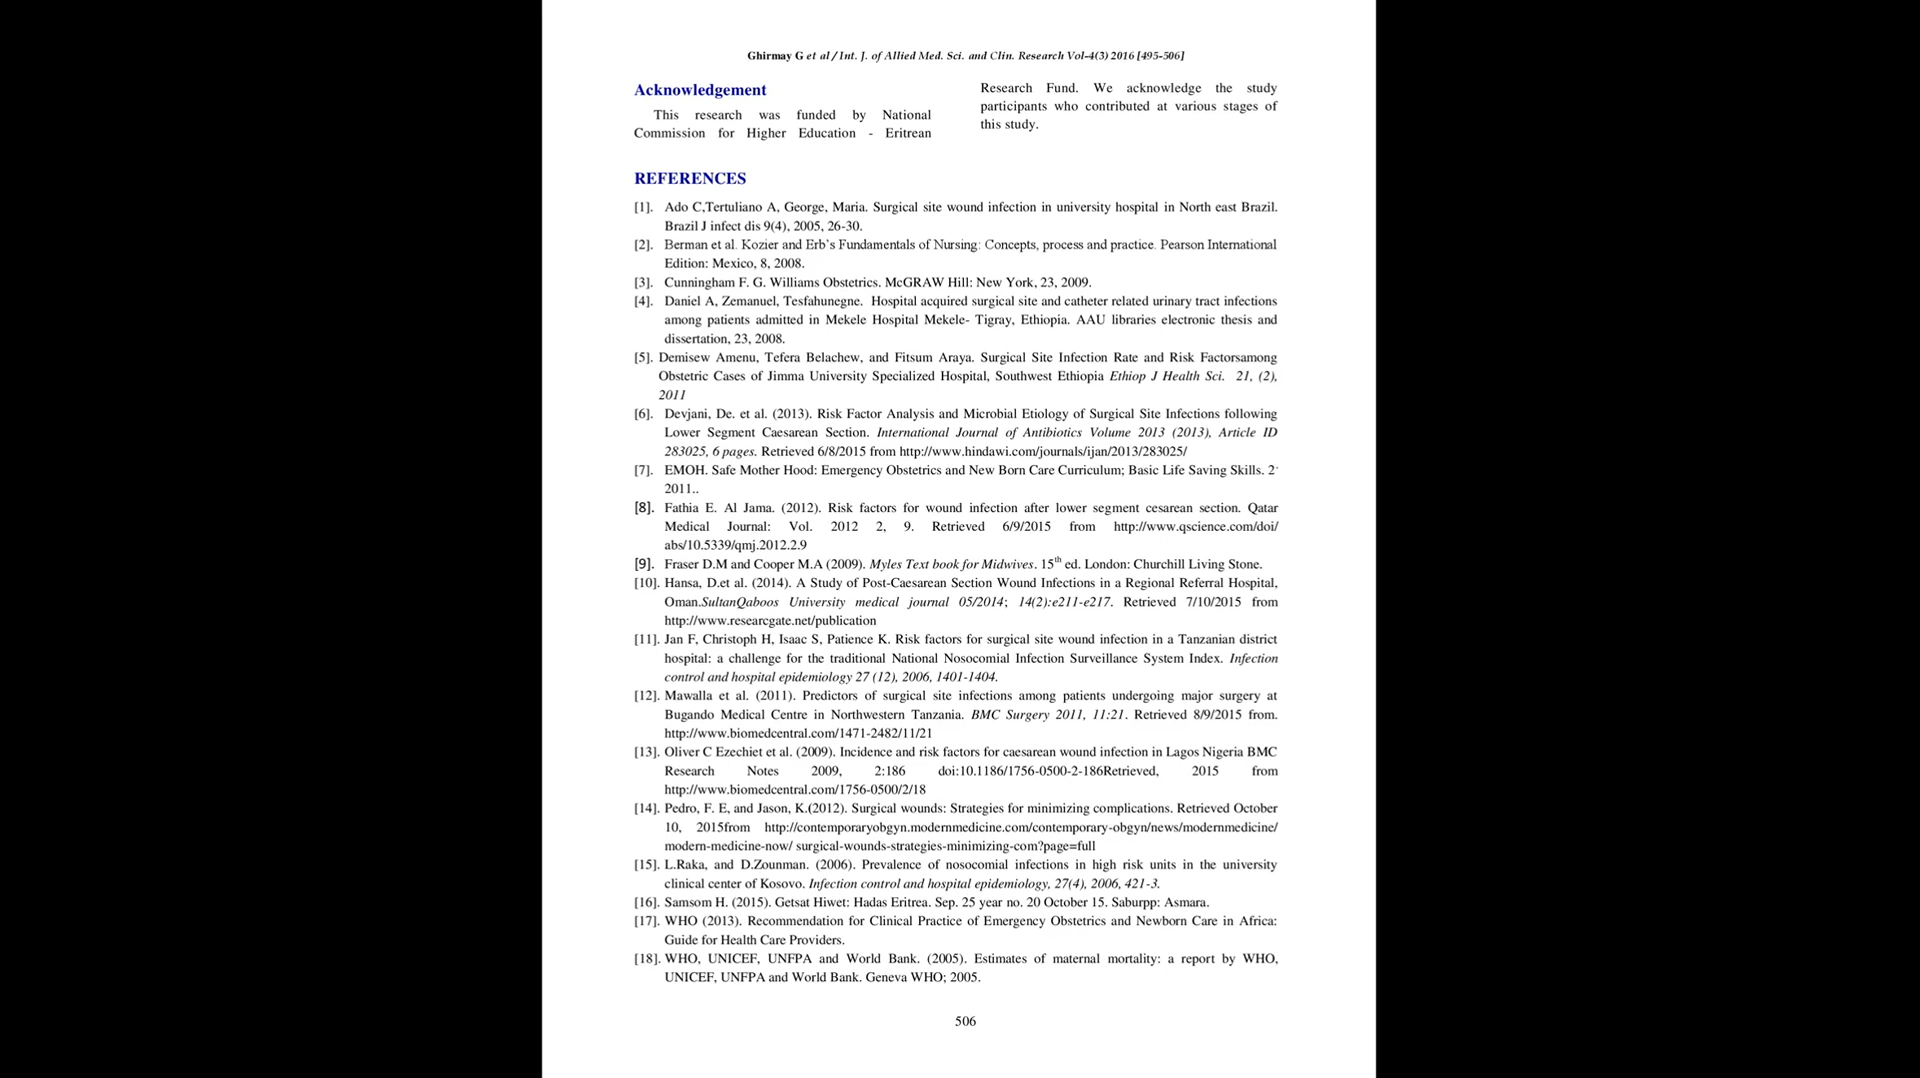 Ghirmay G et al / Int. J. of Allied Med. Sci. and Clin. Research Vol-4(3) 2016 [495-506]
Acknowledgement
This research was funded by National
Commission for Higher Education - Eritrean
Research Fund. We acknowledge the study
participants who contributed at various stages of
this study.
REFERENCES
[1]. Ado C,Tertuliano A, George, Maria. Surgical site wound infection in university hospital in North east Brazil.
Brazil J infect dis 9(4), 2005, 26-30.
[2]. Berman et al. Kozier and Erb's Fundamentals of Nursing: Concepts, process and practice. Pearson International
Edition: Mexico, 8, 2008.
[3]. Cunningham F. G. Williams Obstetrics. McGRAW Hill: New York, 23, 2009.
[4]. Daniel A, Zemanuel, Tesfahunegne. Hospital acquired surgical site and catheter related urinary tract infections
among patients admitted in Mekele Hospital Mekele- Tigray, Ethiopia. AAU libraries electronic thesis and
dissertation, 23, 2008.
[5]. Demisew Amenu, Tefera Belachew, and Fitsum Araya. Surgical Site Infection Rate and Risk Factorsamong
Obstetric Cases of Jimma University Specialized Hospital, Southwest Ethiopia Ethiop J Health Sci. 21, (2),
2011
[6]. Devjani, De. et al. (2013). Risk Factor Analysis and Microbial Etiology of Surgical Site Infections following
Lower Segment Caesarean Section. International Journal of Antibiotics Volume 2013 (2013), Article ID
283025, 6 pages. Retrieved 6/8/2015 from http://www.hindawi.com/journals/ijan/2013/283025/
[7]. EMOH. Safe Mother Hood: Emergency Obstetrics and New Born Care Curriculum; Basic Life Saving Skills. 2,
2011..
[8]. Fathia E. Al Jama. (2012). Risk factors for wound infection after lower segment cesarean section. Qatar
Medical Journal: Vol. 2012 2, 9. Retrieved 6/9/2015 from http://www.qscience.com/doi/
abs/10.5339/qmj.2012.2.9
[9]. Fraser D.M and Cooper M.A (2009). Myles Text book for Midwives. 15th ed. London: Churchill Living Stone.
[10]. Hansa, D.et al. (2014). A Study of Post-Caesarean Section Wound Infections in a Regional Referral Hospital,
Oman.SultanQaboos University medical journal 05/2014; 14(2):e211-e217. Retrieved 7/10/2015 from
http://www.researcgate.net/publication
[11]. Jan F, Christoph H, Isaac S, Patience K. Risk factors for surgical site wound infection in a Tanzanian district
hospital: a challenge for the traditional National Nosocomial Infection Surveillance System Index. Infection
control and hospital epidemiology 27 (12), 2006, 1401-1404.
[12]. Mawalla et al. (2011). Predictors of surgical site infections among patients undergoing major surgery at
Bugando Medical Centre in Northwestern Tanzania. BMC Surgery 2011, 11:21. Retrieved 8/9/2015 from.
http://www.biomedcentral.com/1471-2482/11/21
[13]. Oliver C Ezechiet et al. (2009). Incidence and risk factors for caesarean wound infection in Lagos Nigeria BMC
Research Notes 2009, 2:186 doi:10.1186/1756-0500-2-186Retrieved, 2015 from
http://www.biomedcentral.com/1756-0500/2/18
[14]. Pedro, F. E, and Jason, K.(2012). Surgical wounds: Strategies for minimizing complications. Retrieved October
10, 2015from http://contemporaryobgyn.modernmedicine.com/contemporary-obgyn/news/modernmedicine/
modern-medicine-now/ surgical-wounds-strategies-minimizing-com?page=full
[15]. L.Raka, and D.Zounman. (2006). Prevalence of nosocomial infections in high risk units in the university
clinical center of Kosovo. Infection control and hospital epidemiology, 27(4), 2006, 421-3.
[16]. Samsom H. (2015). Getsat Hiwet: Hadas Eritrea. Sep. 25 year no. 20 October 15. Saburpp: Asmara.
[17]. WHO (2013). Recommendation for Clinical Practice of Emergency Obstetrics and Newborn Care in Africa:
Guide for Health Care Providers.
[18]. WHO, UNICEF, UNFPA and World Bank. (2005). Estimates of maternal mortality: a report by WHO,
UNICEF, UNFPA and World Bank. Geneva WHO; 2005.
506